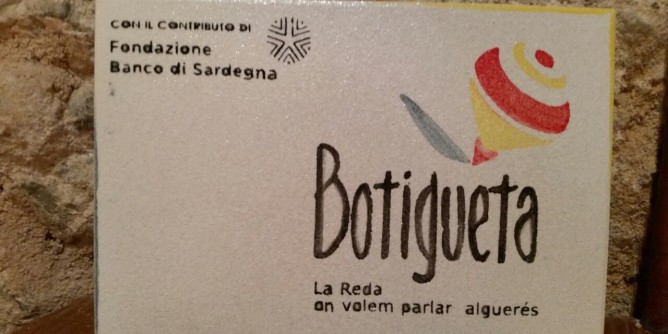 CON IL CONTRIBUTO DI
Fondazione
Banco di Sardegna
Botigueta
La Reda
on volem parlar alguerés